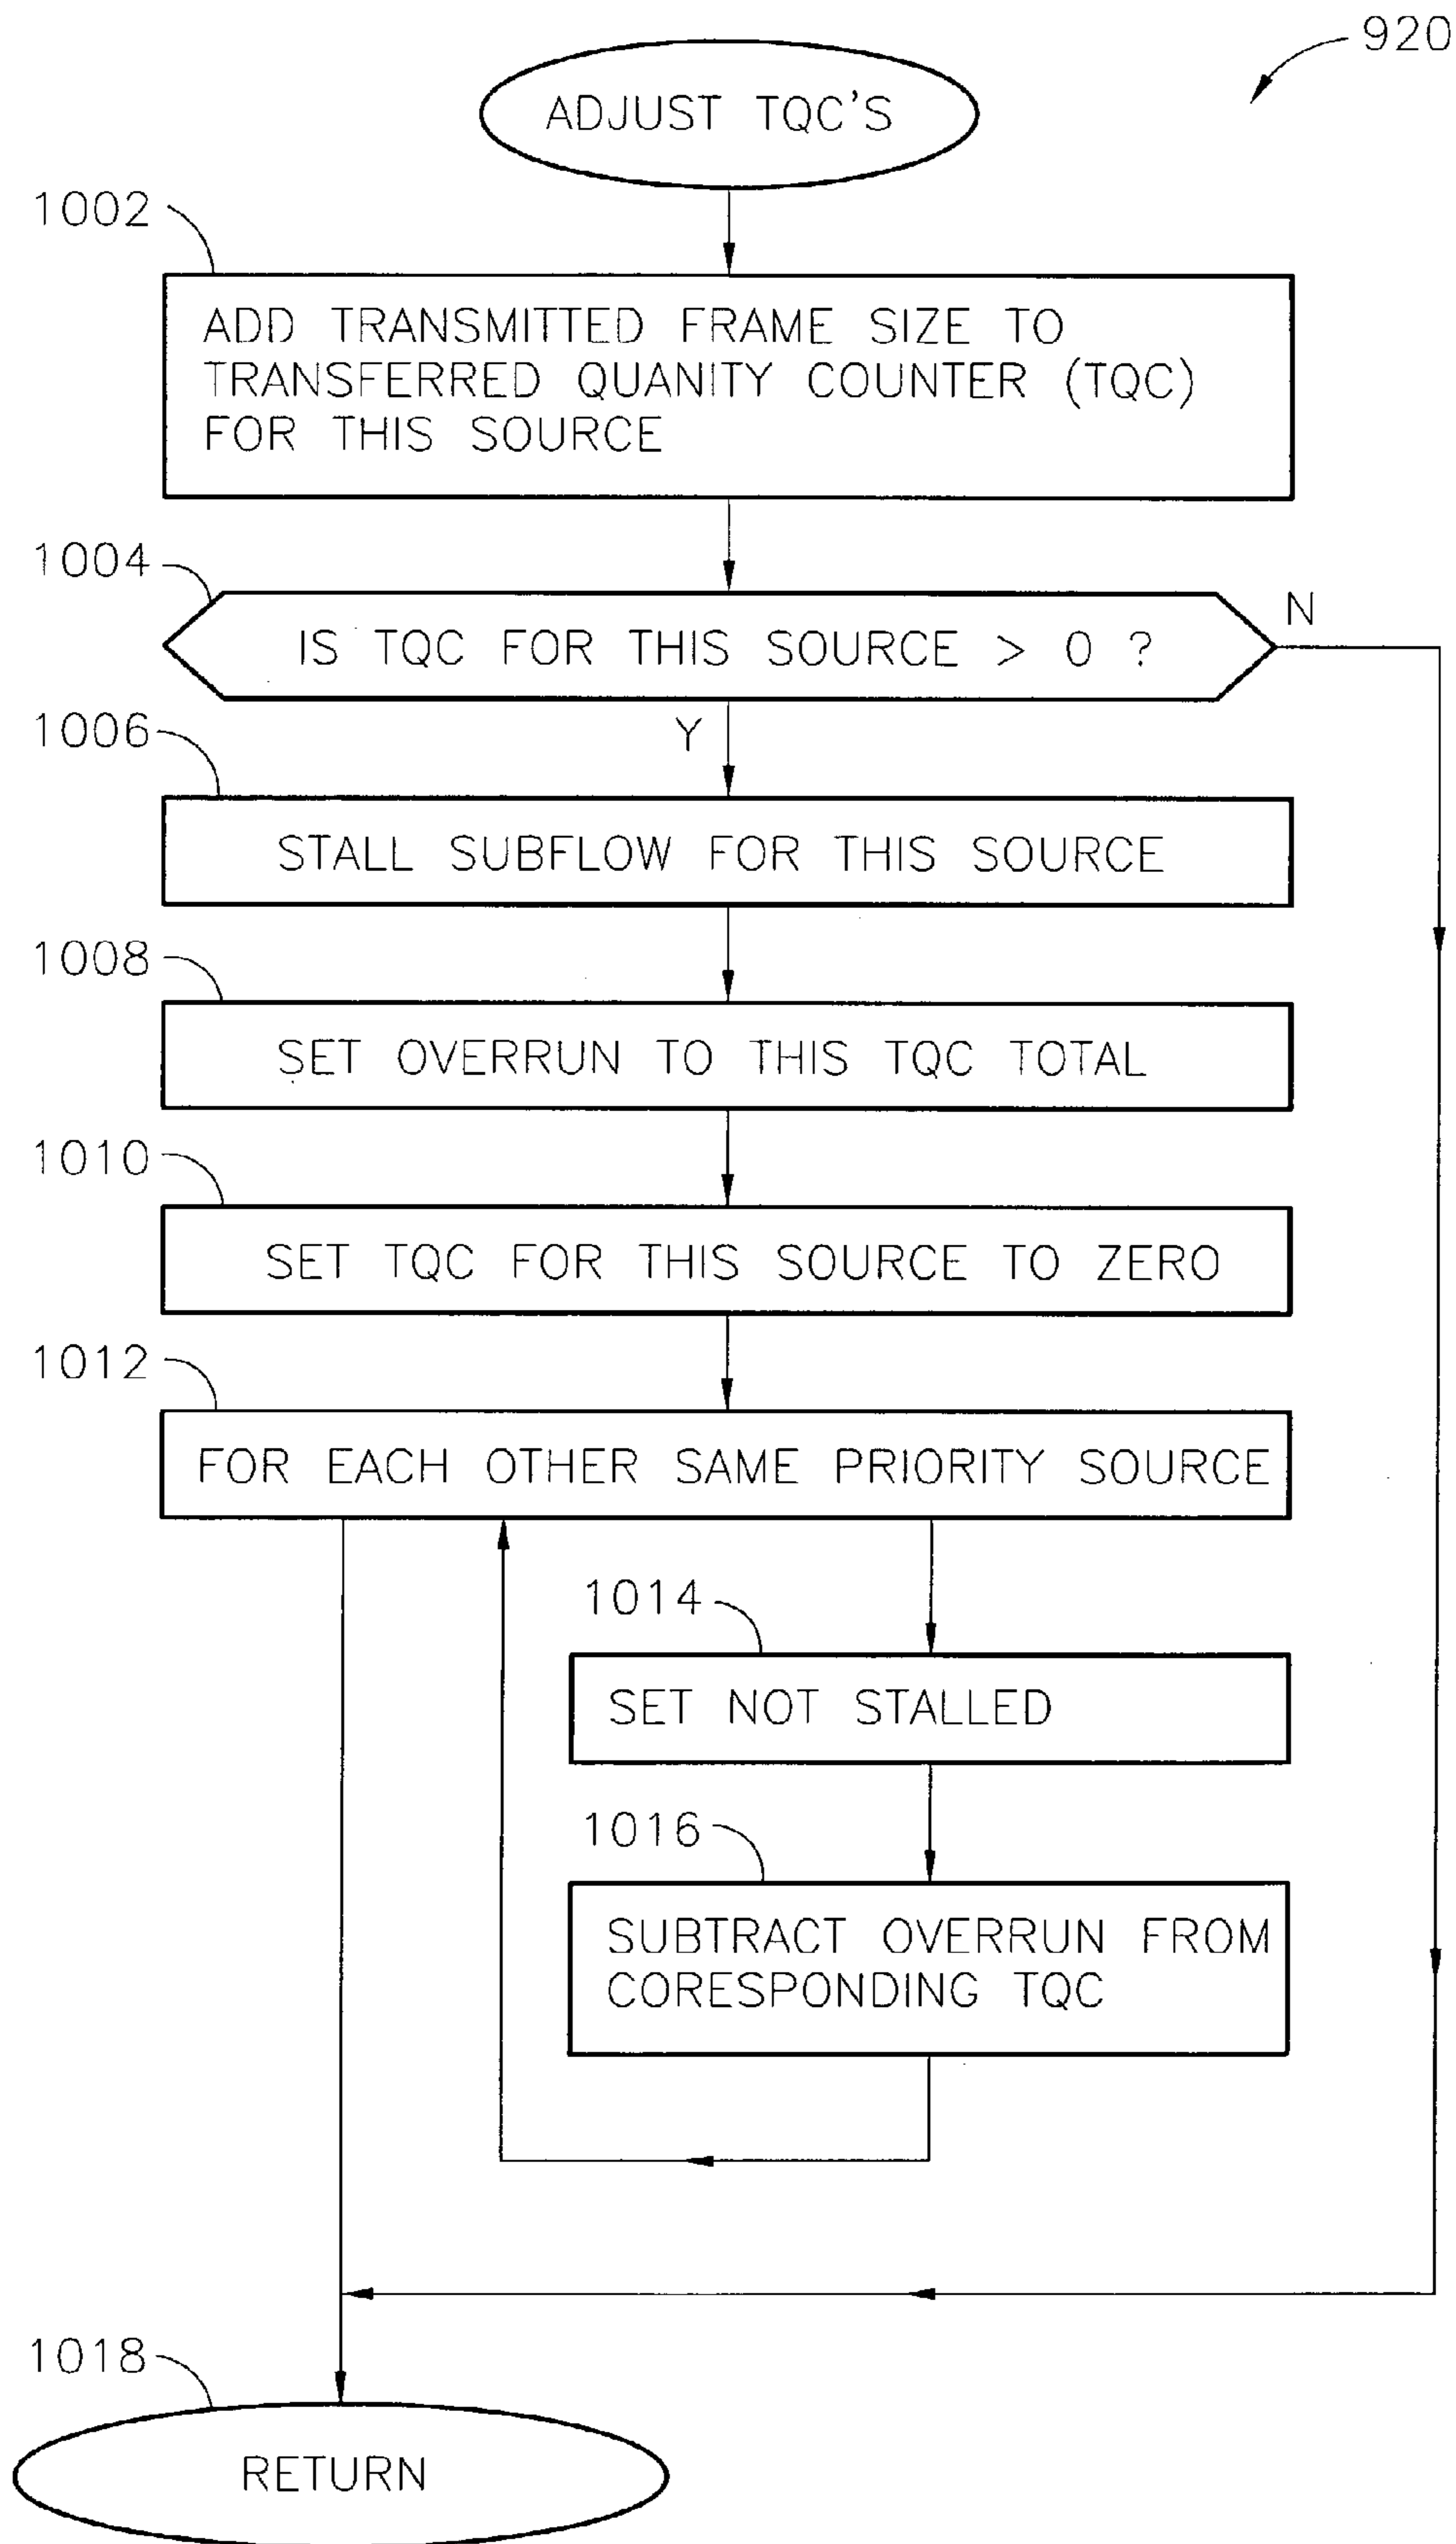 920
ADJUST TQC'S
1002
ADD TRANSMITTED FRAME SIZE TO
TRANSFERRED QUANITY COUNTER (TQC)
FOR THIS SOURCE
1004
IS TQC FOR THIS SOURCE > 0 ?
N
Y
1006
STALL SUBFLOW FOR THIS SOURCE
1008
SET OVERRUN TO THIS TQC TOTAL
1010
SET TQC FOR THIS SOURCE TO ZERO
1012
FOR EACH OTHER SAME PRIORITY SOURCE
1014
SET NOT STALLED
1016
SUBTRACT OVERRUN FROM
CORESPONDING TQC
1018
RETURN